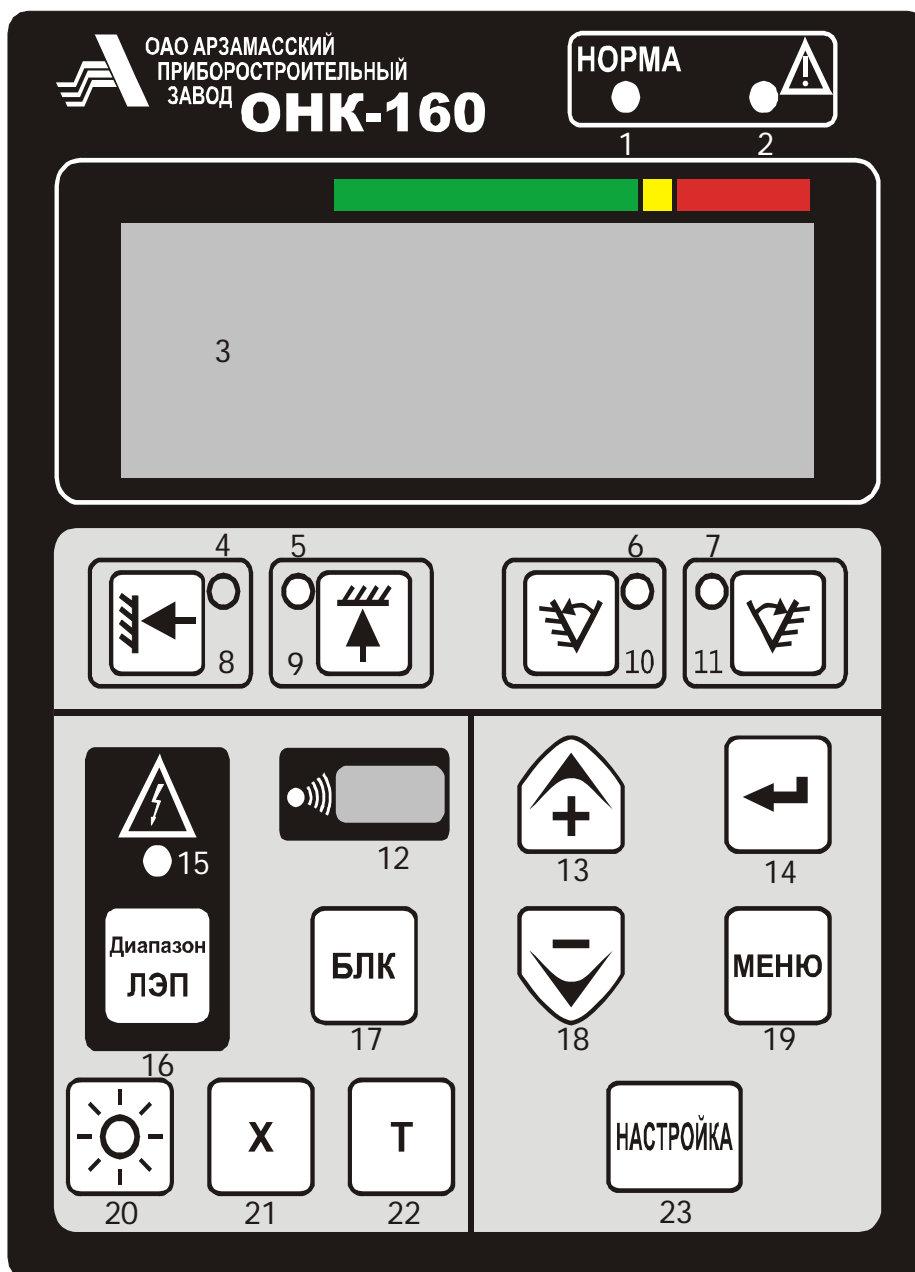 ОАО АРЗАМАССКИЙ
ПРИБОРОСТРОИТЕЛЬНЫЙ
ЗАВОД
ОНК-160
НОРМА
1 2
3
4 5 6 7
8 9 10 11
15
12
13
14
Диапазон
ЛЭП
БЛК
МЕНЮ
16
17
18
19
X
T
НАСТРОЙКА
20 21 22 23